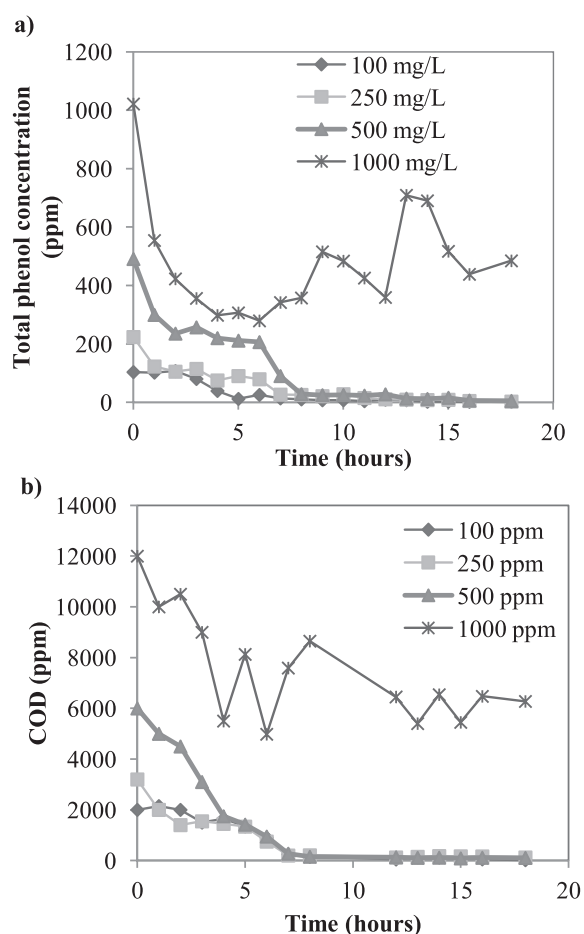 a)
1200
1000
800
600
400
200
0
Total phenol concentration
(ppm)
100 mg/L
250 mg/L
500 mg/L
1000 mg/L
0 5 10 15 20
Time (hours)
b)
14000
12000
10000
8000
6000
4000
2000
0
COD (ppm)
100 ppm
250 ppm
500 ppm
1000 ppm
0 5 10 15 20
Time (hours)